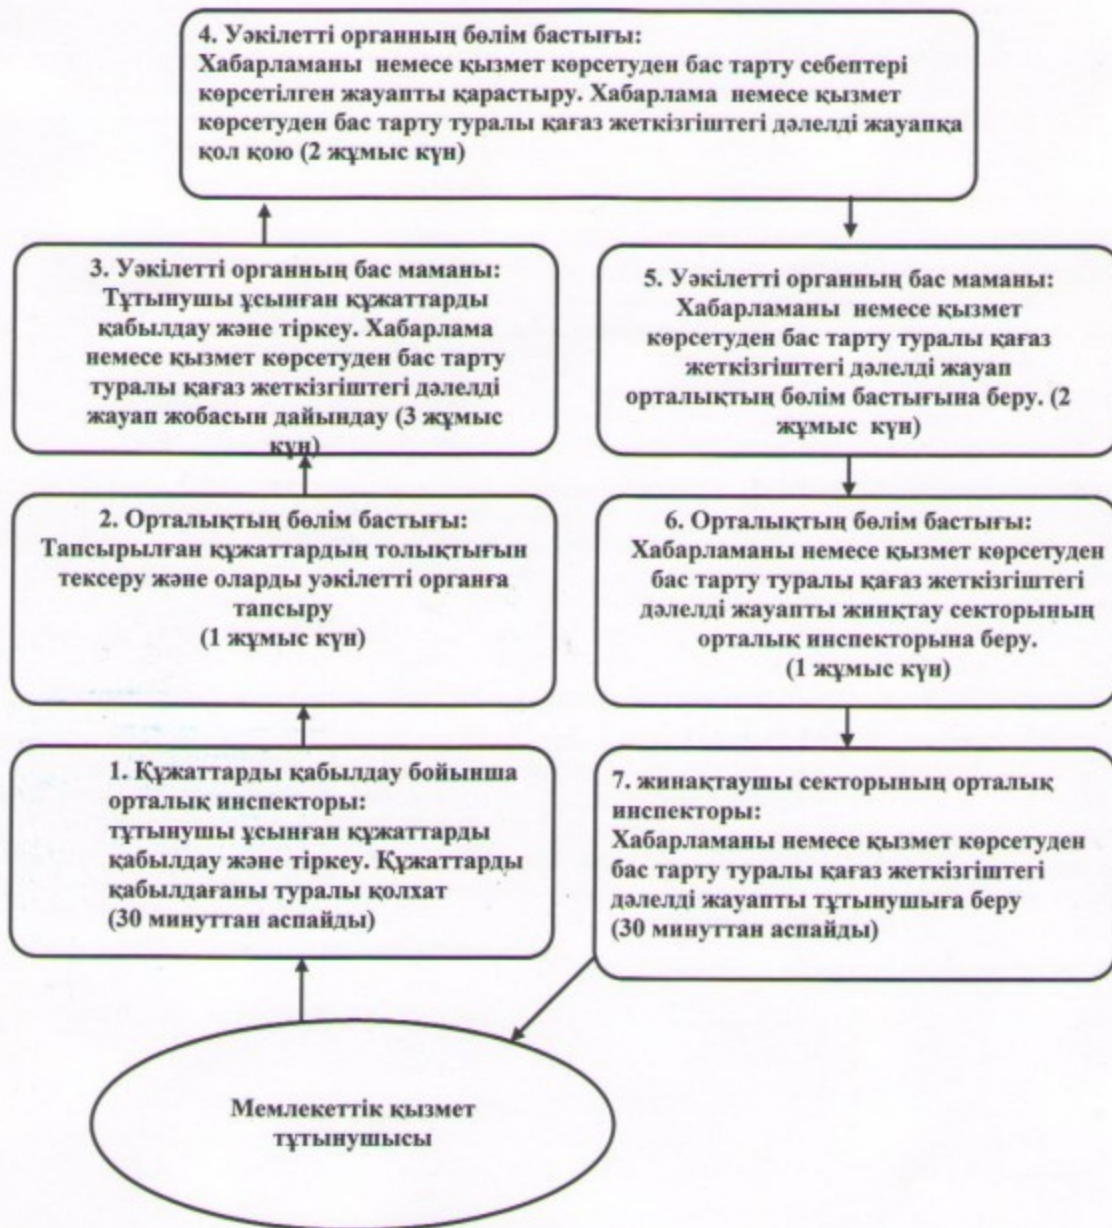 4. Уәкілетті органның бөлім бастығы:
Хабарламаны немесе қызмет көрсетуден бас тарту себептері
көрсетілген жауапты қарастыру. Хабарлама немесе қызмет
көрсетуден бас тарту туралы қағаз жеткізгіштегі дәлелді жауапқа
қол қою (2 жұмыс күн)
3. Уәкілетті органның бас маманы:
Тұтынушы ұсынған құжаттарды
қабылдау және тіркеу. Хабарлама
немесе қызмет көрсетуден бас тарту
туралы қағаз жеткізгіштегі дәлелді
жауап жобасын дайындау (3 жұмыс
күн)
5. Уәкілетті органның бас маманы:
Хабарламаны немесе қызмет
көрсетуден бас тарту туралы қағаз
жеткізгіштегі дәлелді жауап
орталықтың бөлім бастығына беру. (2
жұмыс күн)
2. Орталықтың бөлім бастығы:
Тапсырылған құжаттардың толықтығын
тексеру және оларды уәкілетті органға
тапсыру
(1 жұмыс күн)
6. Орталықтың бөлім бастығы:
Хабарламаны немесе қызмет көрсетуден
бас тарту туралы қағаз жеткізгіштегі
дәлелді жауапты жинқтау секторының
орталық инспекторына беру.
(1 жұмыс күн)
1. Құжаттарды қабылдау бойынша
орталық инспекторы:
тұтынушы ұсынған құжаттарды
қабылдау және тіркеу. Құжаттарды
қабылдағаны туралы қолхат
(30 минуттан аспайды)
7. жинақтаушы секторының орталық
инспекторы:
Хабарламаны немесе қызмет көрсетуден
бас тарту туралы қағаз жеткізгіштегі
дәлелді жауапты тұтынушыға беру
(30 минуттан аспайды)
Мемлекеттік қызмет
тұтынушысы